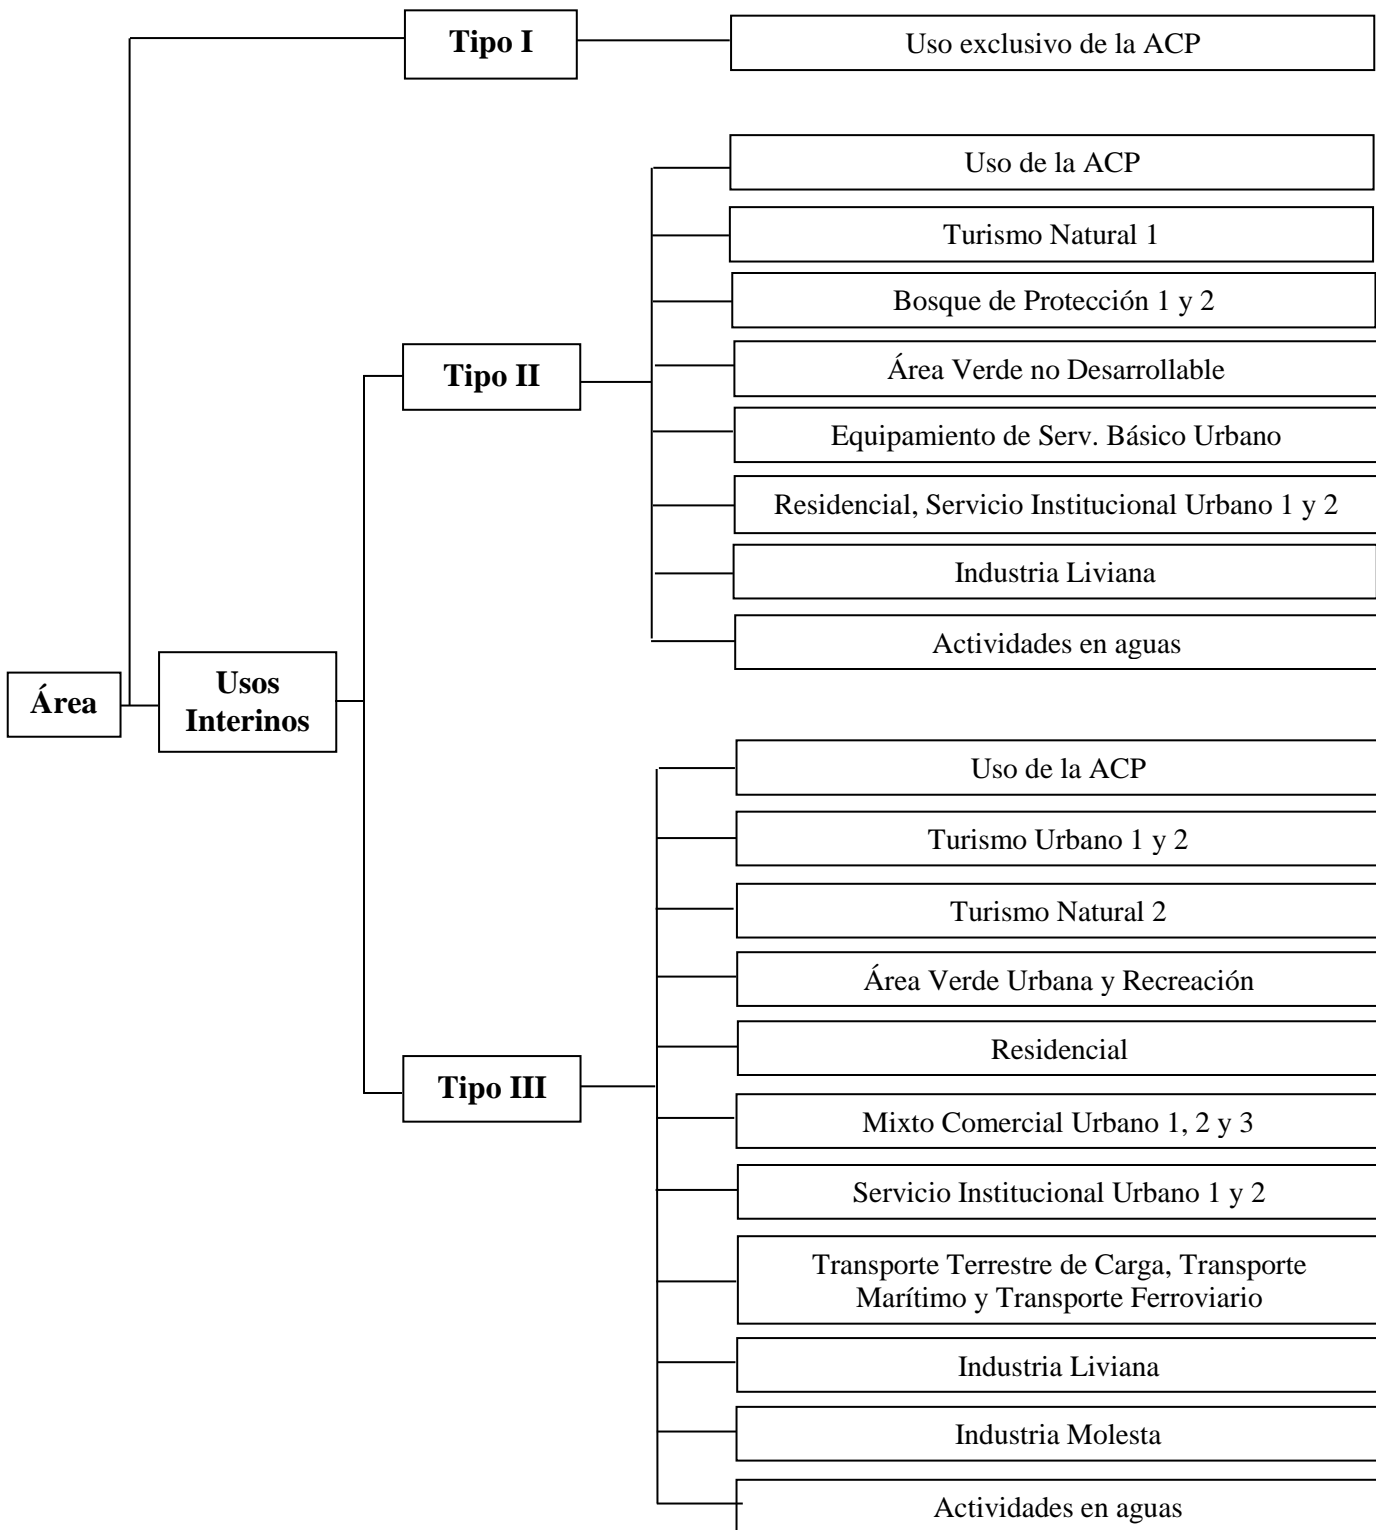 Tipo I
Uso exclusivo de la ACP
Uso de la ACP
Turismo Natural 1
Bosque de Protección 1 y 2
Tipo II
Área Verde no Desarrollable
Equipamiento de Serv. Básico Urbano
Residencial, Servicio Institucional Urbano 1 y 2
Industria Liviana
Actividades en aguas
Área
Usos
Interinos
Uso de la ACP
Turismo Urbano 1 y 2
Turismo Natural 2
Área Verde Urbana y Recreación
Residencial
Tipo III
Mixto Comercial Urbano 1, 2 y 3
Servicio Institucional Urbano 1 y 2
Transporte Terrestre de Carga, Transporte
Marítimo y Transporte Ferroviario
Industria Liviana
Industria Molesta
Actividades en aguas